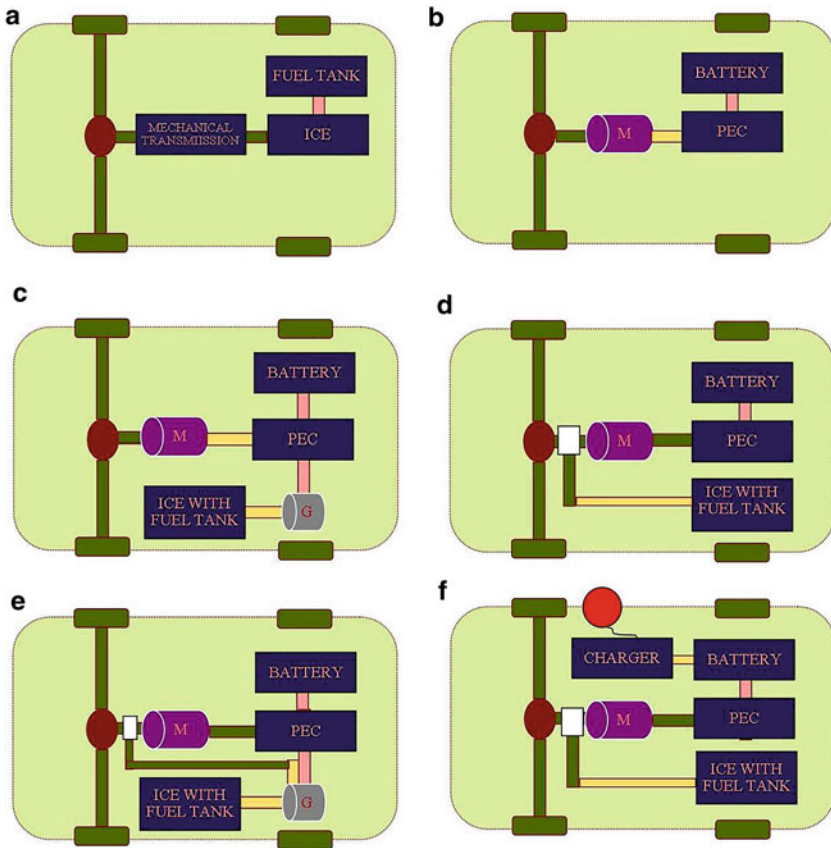 a
FUEL TANK
MECHANICAL
TRANSMIISSION
ICE
b
BATTERY
M
PEC
c
BATTERY
M
PEC
ICE WITH
FUEL TANK
G
d
BATTERY
M
PEC
ICE WITH
FUEL TANK
e
BATTERY
M
PEC
ICE WITH
FUEL TANK
G
f
CHARGER
BATTERY
M
PEC
ICE WITH
FUEL TANK